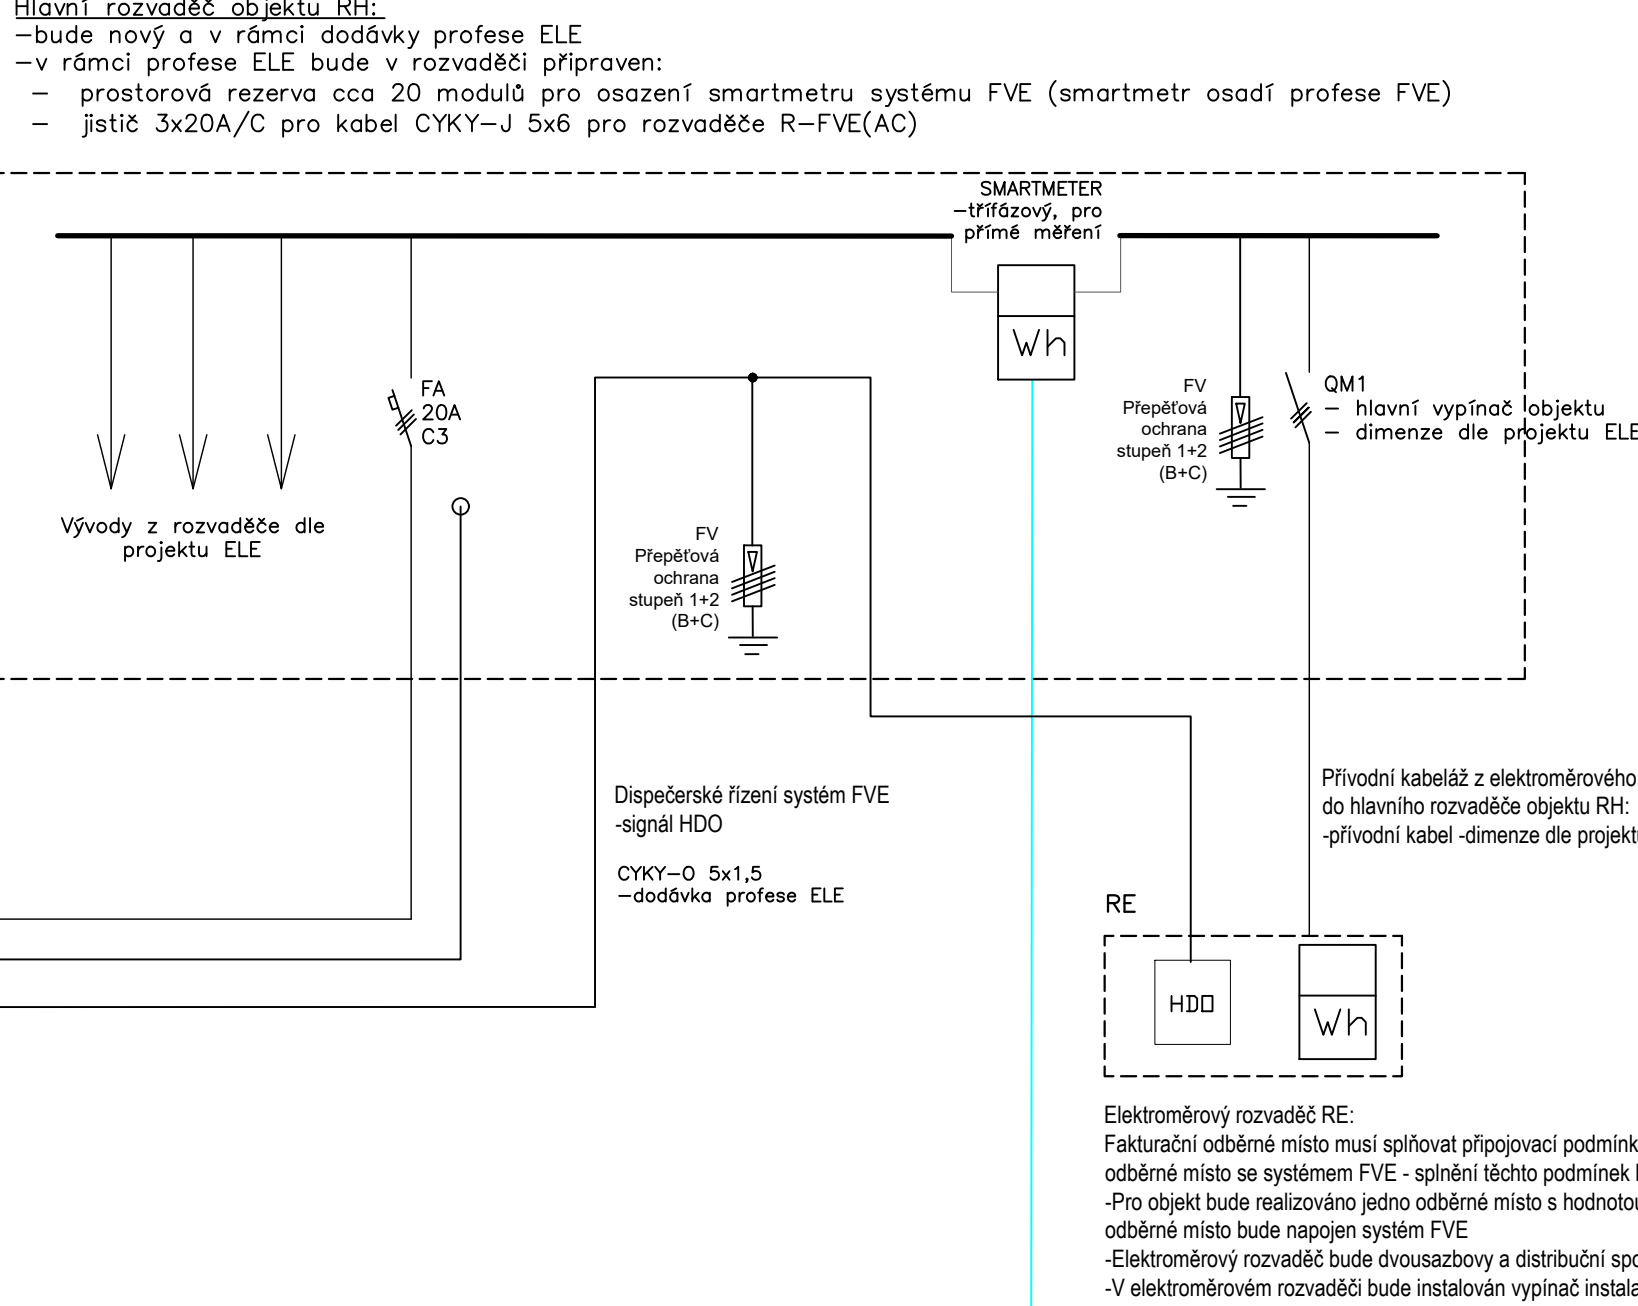 Hlavní rozvaděč objektu RH:
–bude nový a v rámci dodávky profese ELE
–v rámci profese ELE bude v rozvaděči připraven:
– prostorová rezerva cca 20 modulů pro osazení smartmetru systému FVE (smartmetr osadí profese FVE)
– jistič 3x20A/C pro kabel CYKY–J 5x6 pro rozvaděče R–FVE(AC)
SMARTMETER
–třífázový, pro
přímé měření
Wh
FA
20A
C3
FV
Přepěťová
ochrana
stupeň 1+2
(B+C)
QM1
– hlavní vypínač objektu
– dimenze dle projektu ELE
Vývody z rozvaděče dle
projektu ELE
FV
Přepěťová
ochrana
stupeň 1+2
(B+C)
Dispečerské řízení systém FVE
-signál HDO
CYKY–O 5x1,5
–dodávka profese ELE
Přívodní kabeláž z elektroměrového
do hlavního rozvaděče objektu RH:
-přívodní kabel -dimenze dle projekt
RE
HDO
Wh
Elektroměrový rozvaděč RE:
Fakturační odběrné místo musí splňovat připojovací podmínk
odběrné místo se systémem FVE - splnění těchto podmínek
-Pro objekt bude realizováno jedno odběrné místo s hodnotou
odběrné místo bude napojen systém FVE
-Elektroměrový rozvaděč bude dvousazbovy a distribuční spo
-V elektroměrovém rozvaděči bude instalován vypínač instala